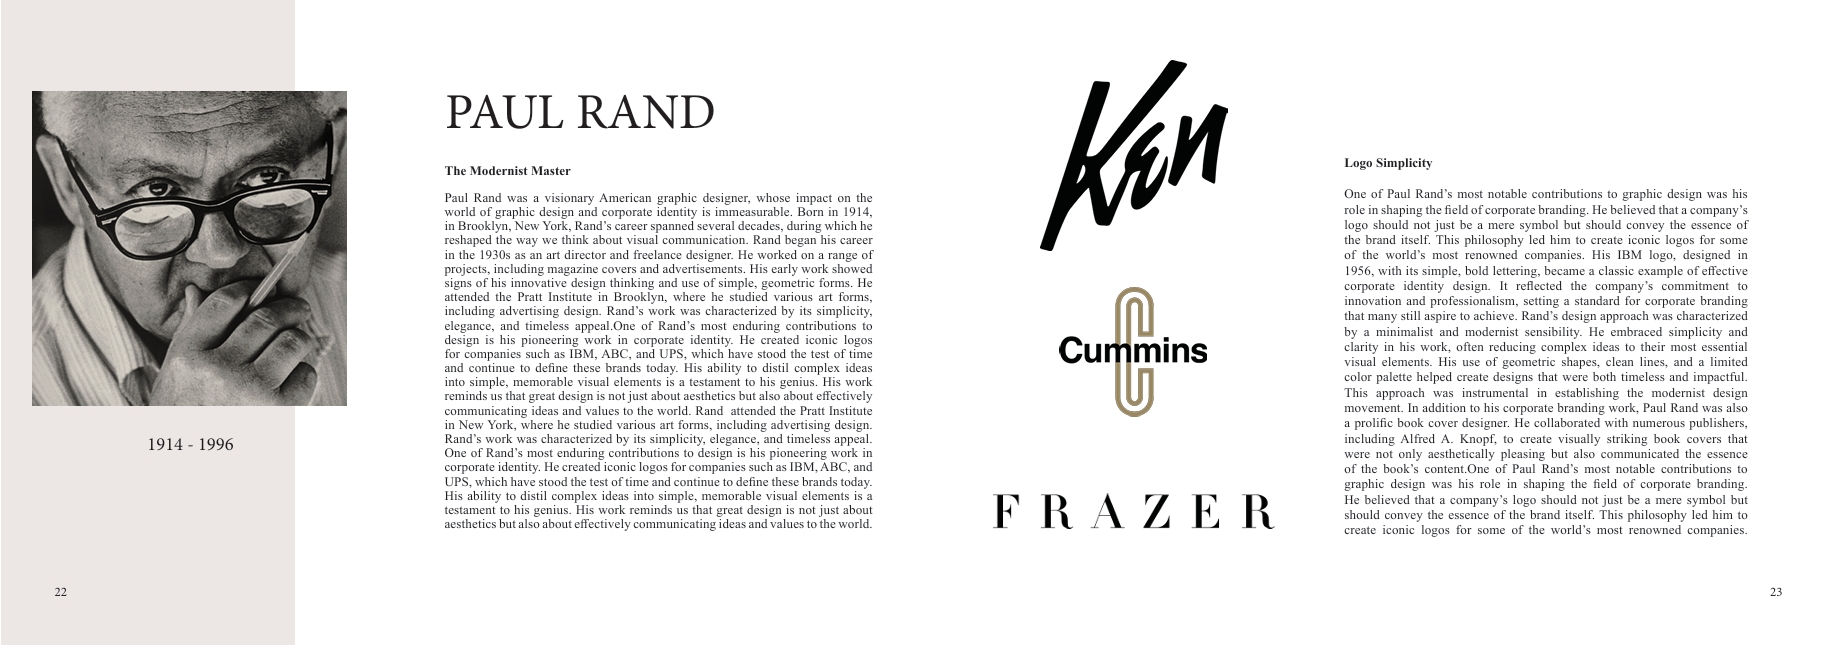 PAUL RAND
The Modernist Master
Paul Rand was a visionary American graphic designer, whose impact on the
world of graphic design and corporate identity is immeasurable. Born in 1914,
in Brooklyn, New York, Rand’s career spanned several decades, during which he
reshaped the way we think about visual communication. Rand began his career
in the 1930s as an art director and freelance designer. He worked on a range of
projects, including magazine covers and advertisements. His early work showed
signs of his innovative design thinking and use of simple, geometric forms. He
attended the Pratt Institute in Brooklyn, where he studied various art forms,
including advertising design. Rand’s work was characterized by its simplicity,
elegance, and timeless appeal.One of Rand’s most enduring contributions to
design is his pioneering work in corporate identity. He created iconic logos
for companies such as IBM, ABC, and UPS, which have stood the test of time
and continue to define these brands today. His ability to distil complex ideas
into simple, memorable visual elements is a testament to his genius. His work
reminds us that great design is not just about aesthetics but also about effectively
communicating ideas and values to the world. Rand  attended the Pratt Institute
in New York, where he studied various art forms, including advertising design.
Rand’s work was characterized by its simplicity, elegance, and timeless appeal.
One of Rand’s most enduring contributions to design is his pioneering work in
corporate identity. He created iconic logos for companies such as IBM, ABC, and
UPS, which have stood the test of time and continue to define these brands today.
His ability to distil complex ideas into simple, memorable visual elements is a
testament to his genius. His work reminds us that great design is not just about
aesthetics but also about effectively communicating ideas and values to the world.
1914 - 1996
22
Ken
Cummins
FRAZER
Logo Simplicity
One of Paul Rand’s most notable contributions to graphic design was his
role in shaping the field of corporate branding. He believed that a company’s
logo should not just be a mere symbol but should convey the essence of
the brand itself. This philosophy led him to create iconic logos for some
of the world’s most renowned companies. His IBM logo, designed in
1956, with its simple, bold lettering, became a classic example of effective
corporate identity design. It reflected the company’s commitment to
innovation and professionalism, setting a standard for corporate branding
that many still aspire to achieve. Rand’s design approach was characterized
by a minimalist and modernist sensibility. He embraced simplicity and
clarity in his work, often reducing complex ideas to their most essential
visual elements. His use of geometric shapes, clean lines, and a limited
color palette helped create designs that were both timeless and impactful.
This approach was instrumental in establishing the modernist design
movement. In addition to his corporate branding work, Paul Rand was also
a prolific book cover designer. He collaborated with numerous publishers,
including Alfred A. Knopf, to create visually striking book covers that
were not only aesthetically pleasing but also communicated the essence
of the book’s content.One of Paul Rand’s most notable contributions to
graphic design was his role in shaping the field of corporate branding.
He believed that a company’s logo should not just be a mere symbol but
should convey the essence of the brand itself. This philosophy led him to
create iconic logos for some of the world’s most renowned companies.
23